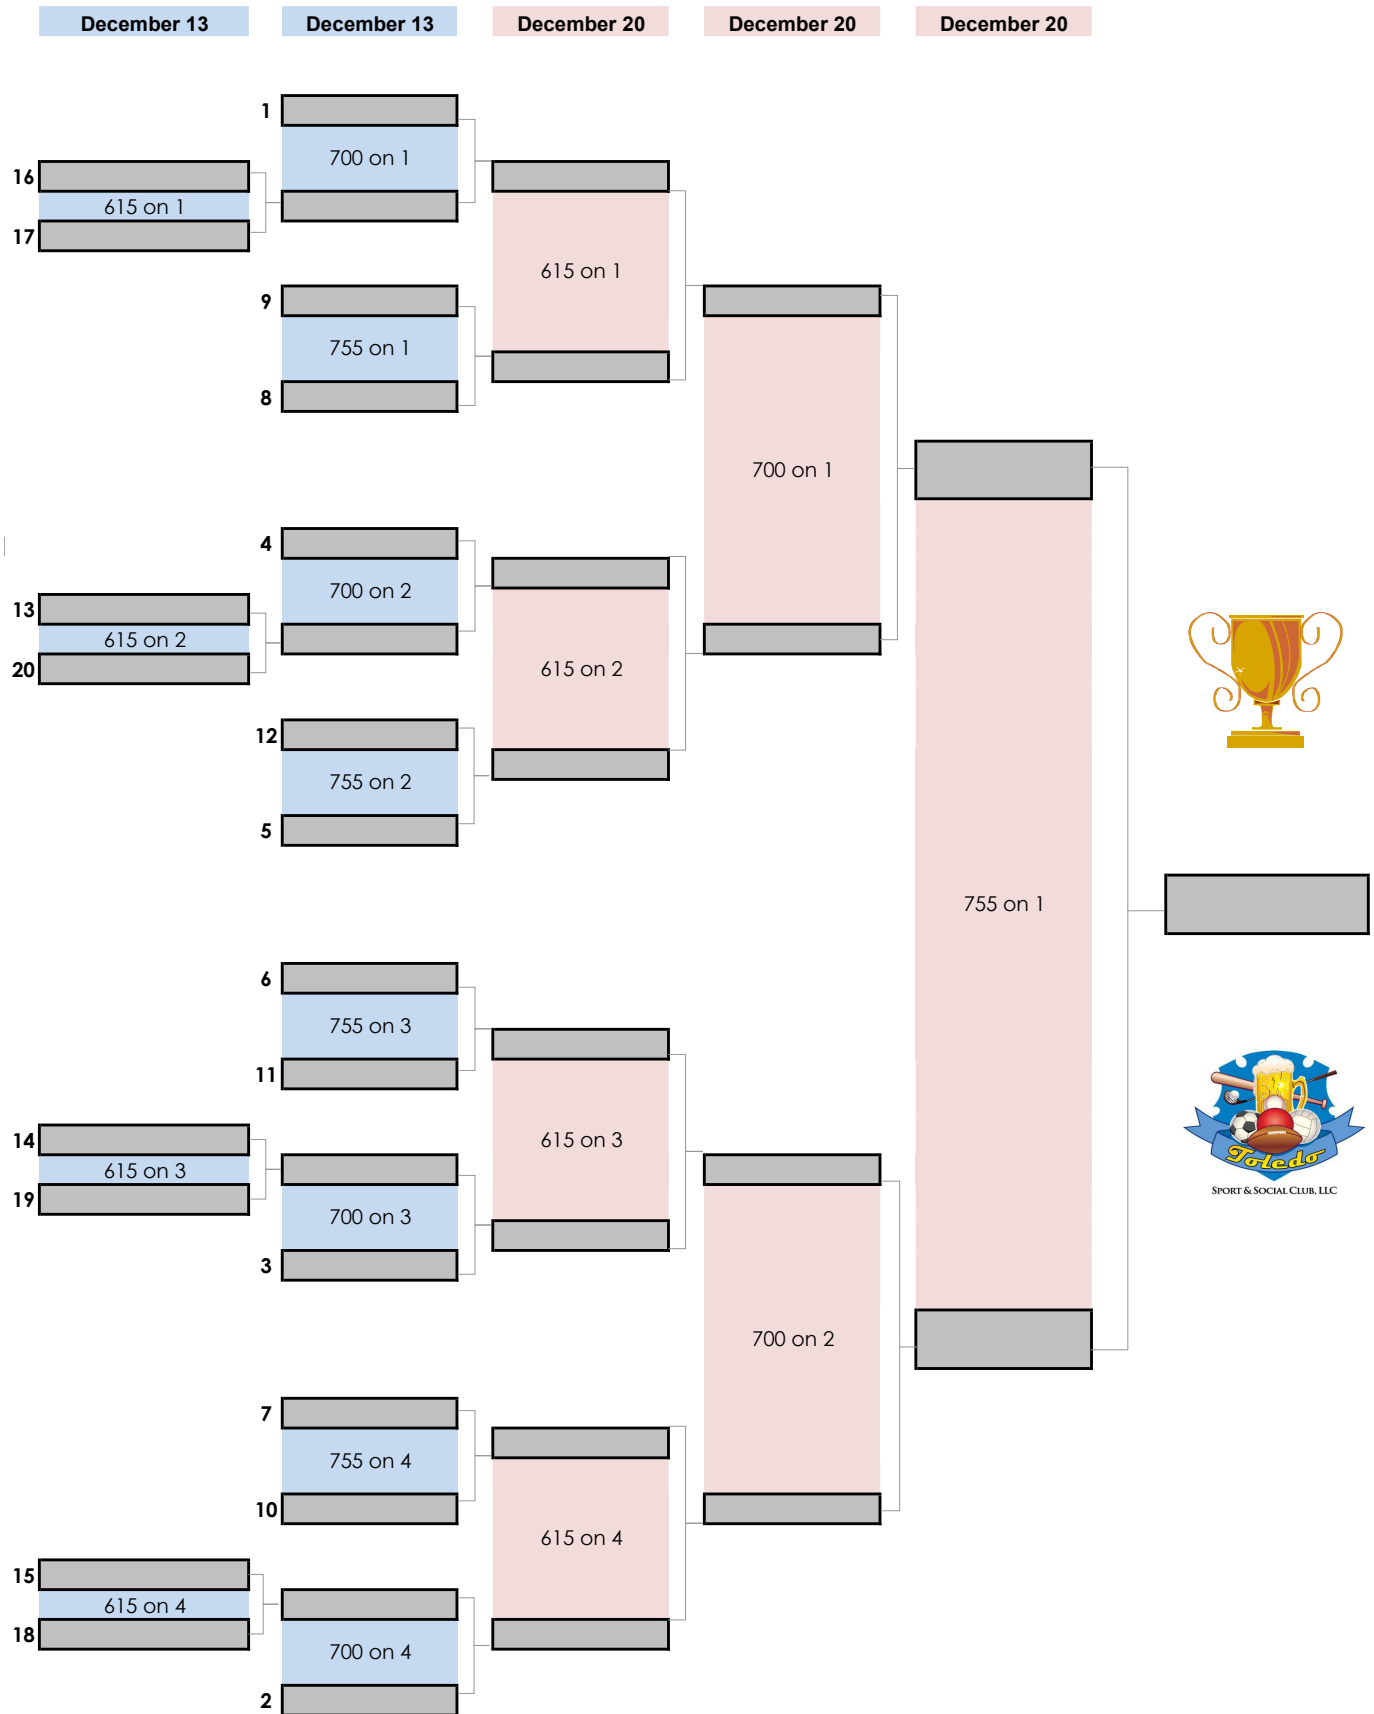 December 13 December 13 December 20 December 20 December 20
1
700 on 1
16
615 on 1
17
615 on 1
9
755 on 1
8
700 on 1
4
700 on 2
13
615 on 2
20
615 on 2
12
755 on 2
5
755 on 1
6
755 on 3
11
14
615 on 3
19
615 on 3
Toledo
SPORT & SOCIAL CLUB, LLC
700 on 3
3
700 on 2
7
755 on 4
10
615 on 4
15
615 on 4
18
700 on 4
2